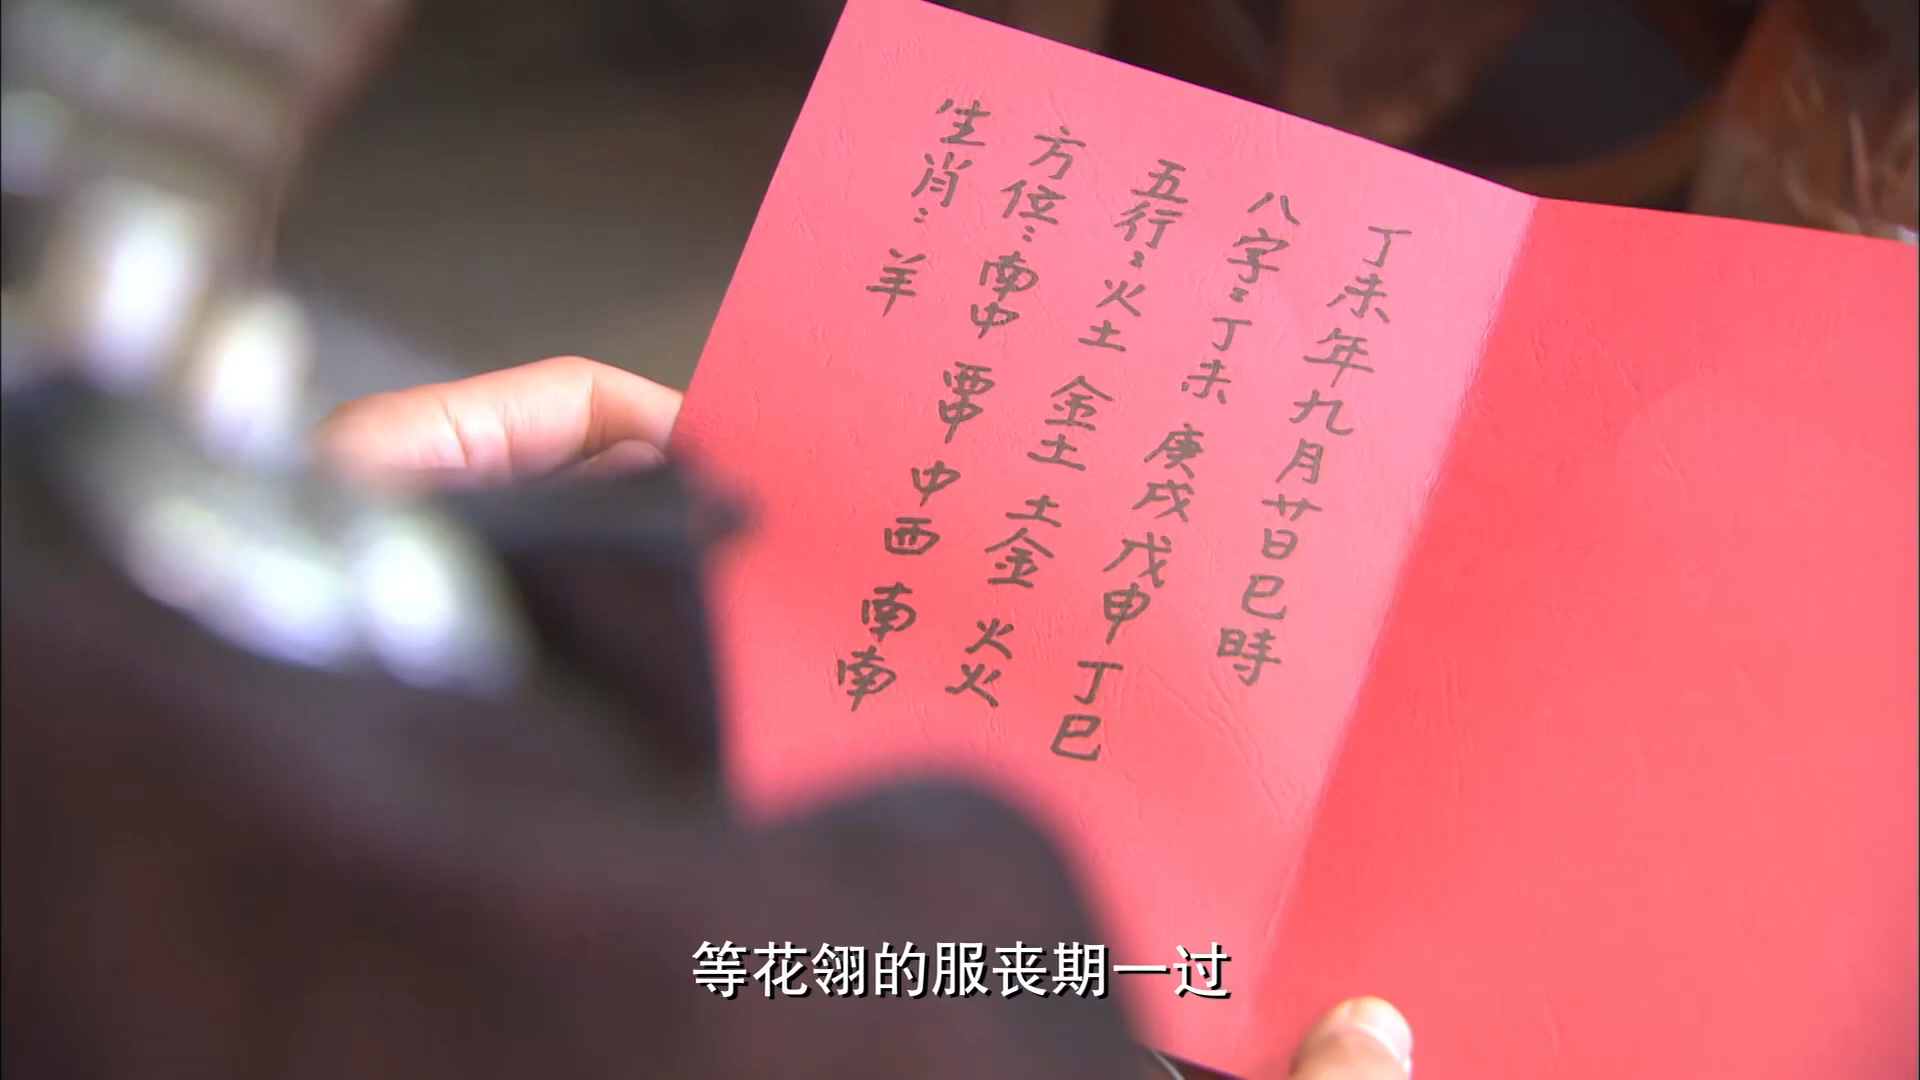 丁未年九月廿日巳時
八字：丁未 庚戌 戊申 丁巳
五行：火土 金土 土金 火火
方位：南中 西中 中西 南南
生肖：羊
等花翎的服丧期一过